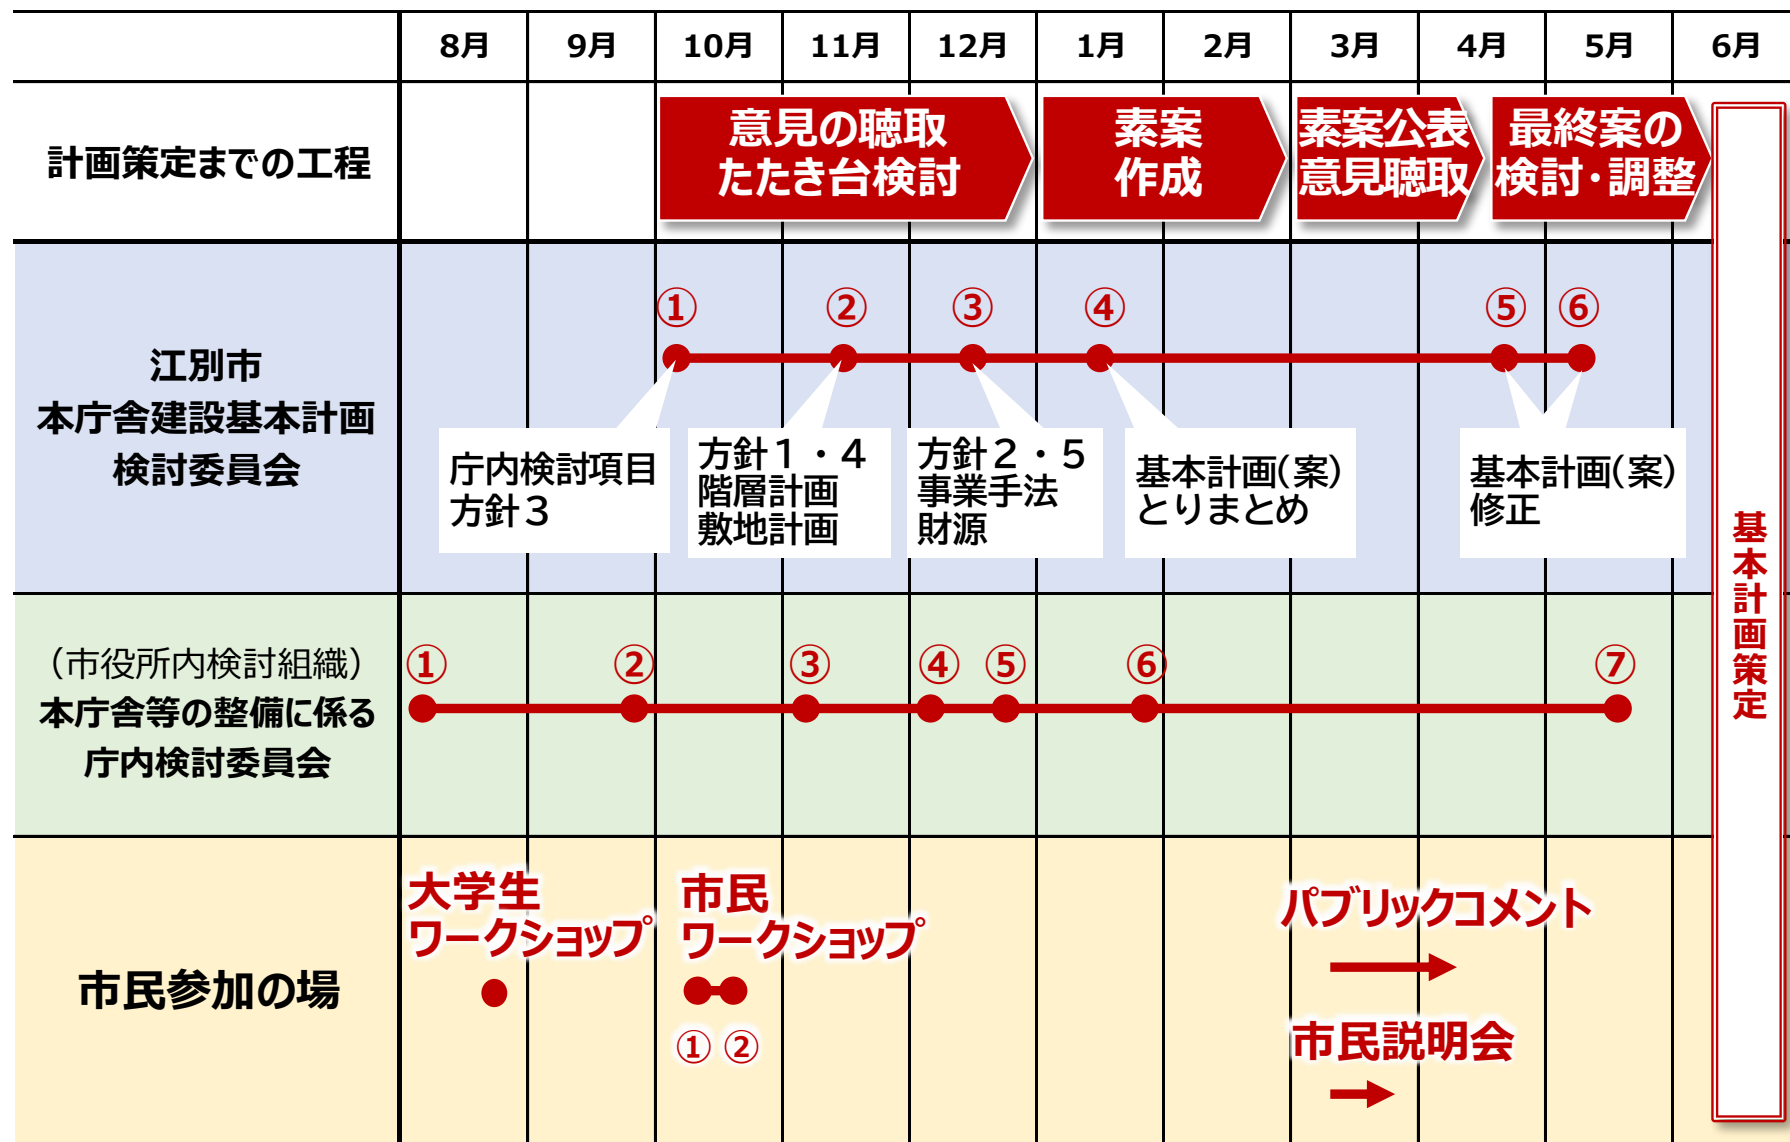 8月 9月 10月 11月 12月 1月 2月 3月 4月 5月 6月
計画策定までの工程
意見の聴取
たたき台検討
素案
作成
素案公表
意見聴取
最終案の
検討・調整
江別市
本庁舎建設基本計画
検討委員会
① ② ③ ④ ⑤ ⑥
庁内検討項目
方針3
方針1・4
階層計画
敷地計画
方針2・5
事業手法
財源
基本計画(案)
とりまとめ
基本計画(案)
修正
(市役所内検討組織)
本庁舎等の整備に係る
庁内検討委員会
① ② ③ ④ ⑤ ⑥ ⑦
市民参加の場
大学生
ワークショップ
市民
ワークショップ
① ②
パブリックコメント
市民説明会
基本計画策定